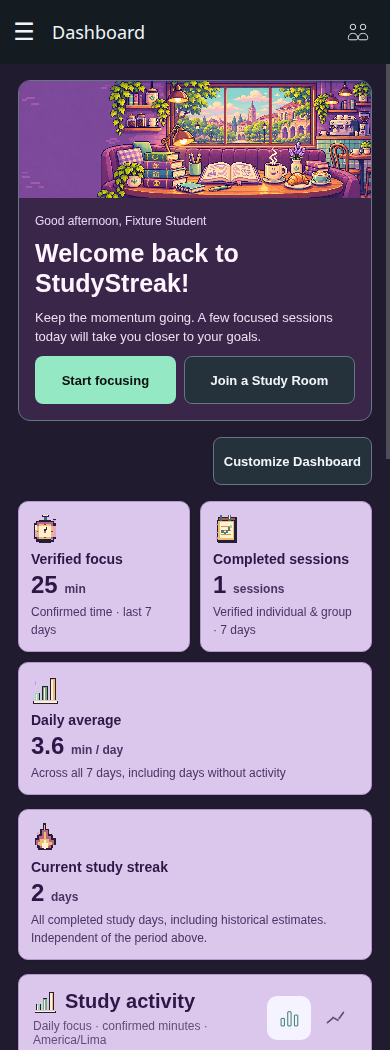 Dashboard
Good afternoon, Fixture Student
Welcome back to
StudyStreak!
Keep the momentum going. A few focused sessions
today will take you closer to your goals.
Start focusing
Join a Study Room
Customize Dashboard
Verified focus
25 min
Confirmed time · last 7
days
Completed sessions
1 sessions
Verified individual & group
· 7 days
Daily average
3.6 min / day
Across all 7 days, including days without activity
Current study streak
2 days
All completed study days, including historical estimates.
Independent of the period above.
Study activity
Daily focus · confirmed minutes ·
America/Lima